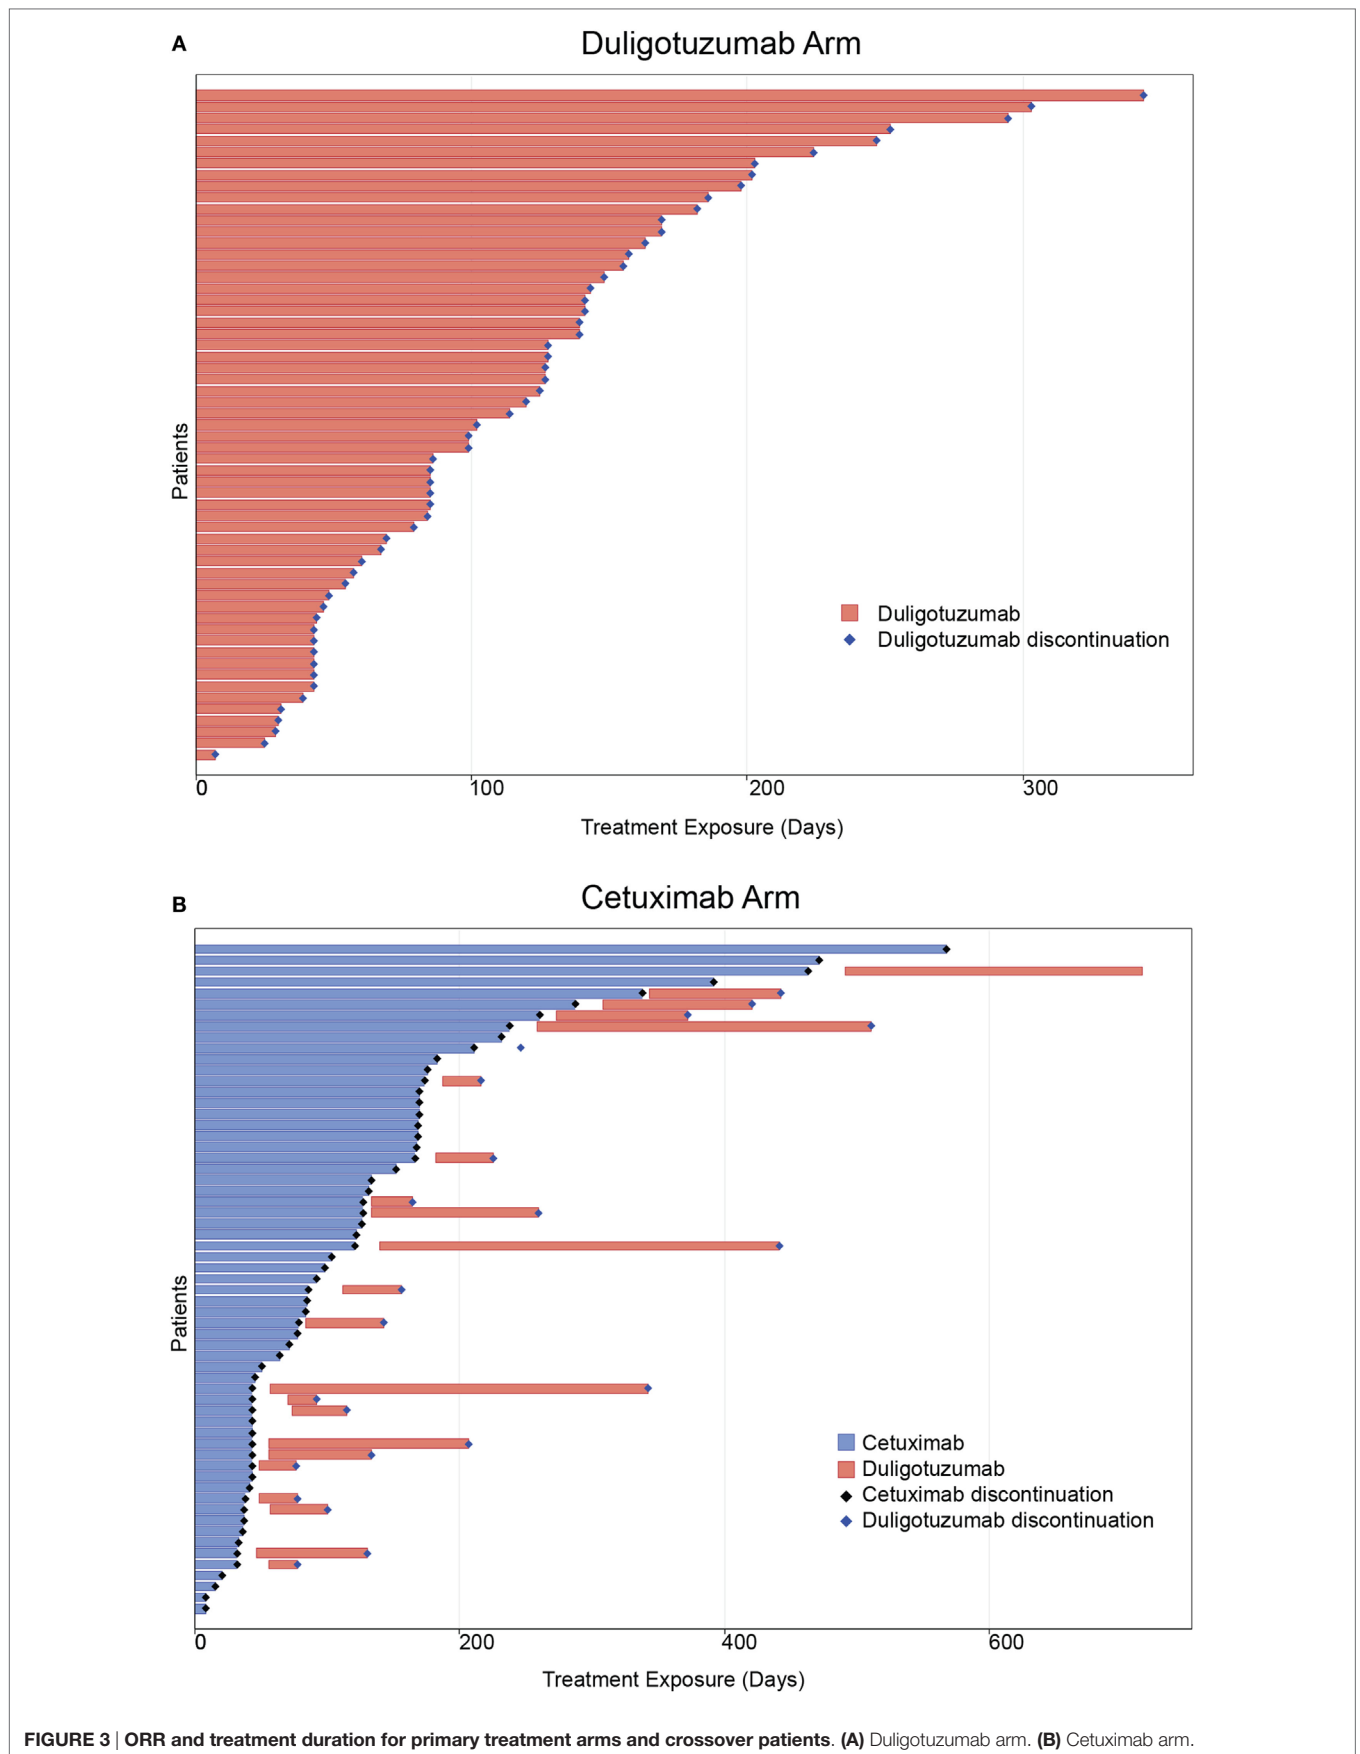 A
Duligotuzumab Arm
Patients
Duligotuzumab
Duligotuzumab discontinuation
0 100 200 300
Treatment Exposure (Days)
B
Cetuximab Arm
Patients
Cetuximab
Duligotuzumab
Cetuximab discontinuation
Duligotuzumab discontinuation
0 200 400 600
Treatment Exposure (Days)
FIGURE 3 | ORR and treatment duration for primary treatment arms and crossover patients. (A) Duligotuzumab arm. (B) Cetuximab arm.